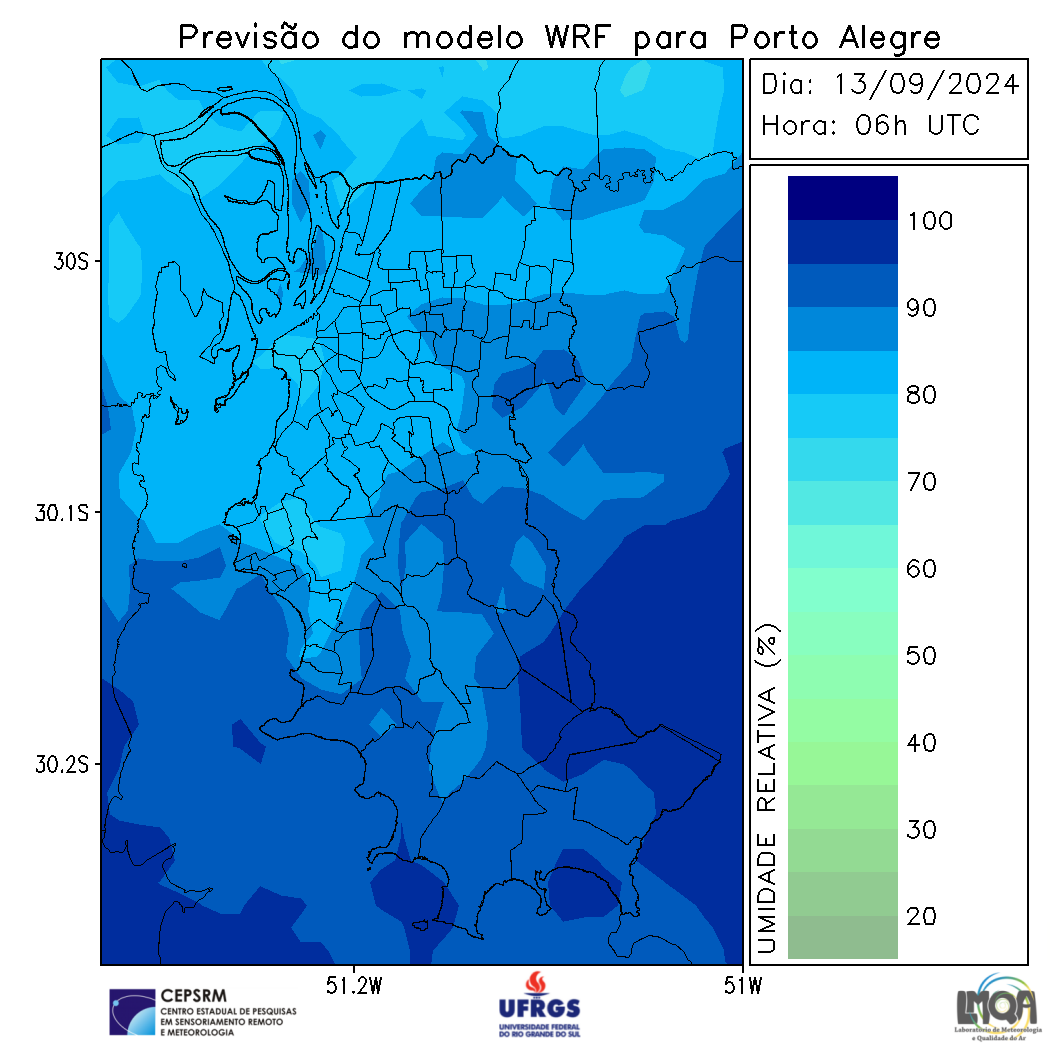 Previsão do modelo WRF para Porto Alegre
Dia: 13/09/2024
Hora: 06h UTC
30S
30.1S
30.2S
51.2W
51W
UMIDADE RELATIVA (%)
100
90
80
70
60
50
40
30
20
CEPSRM
CENTRO ESTADUAL DE PESQUISAS
EM SENSORIAMENTO REMOTO
E METEOROLOGIA
UFRGS
UNIVERSIDADE FEDERAL
DO RIO GRANDE DO SUL
LMQA
Laboratório de Meteorologia
e Qualidade do Ar